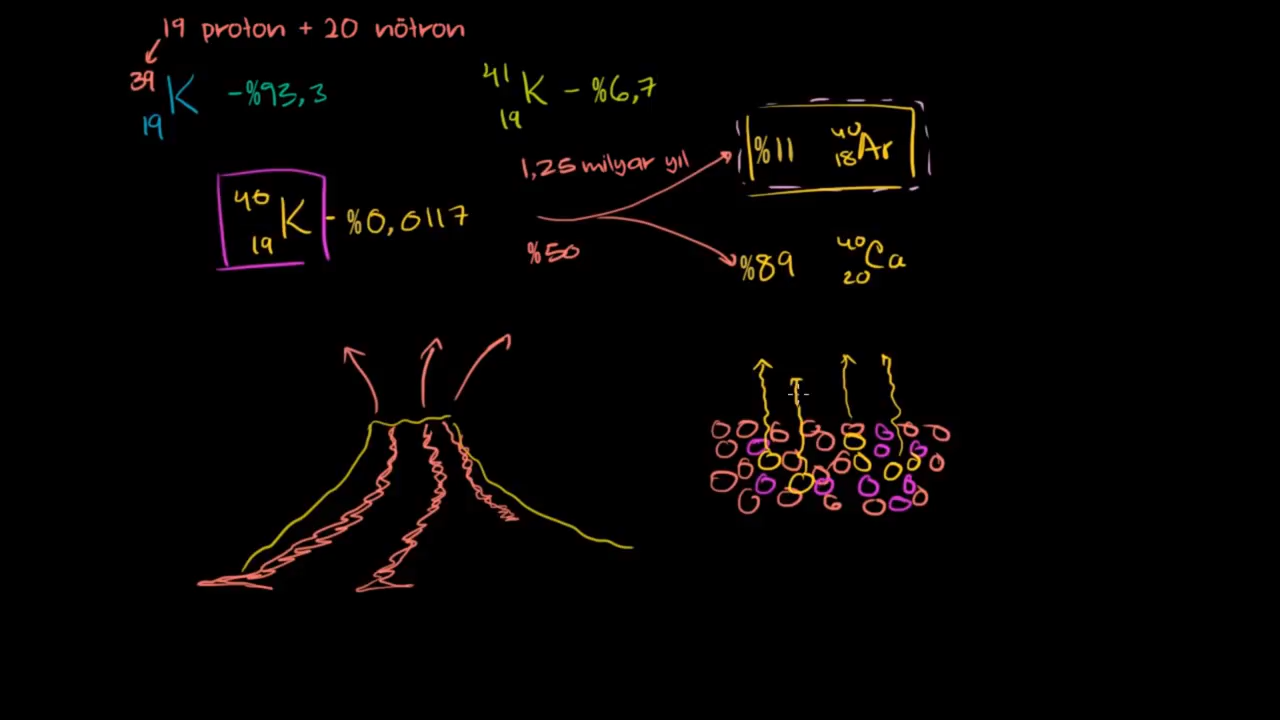 19 proton + 20 nötron
39 19 K - %93,3
41 19 K - %6,7
1,25 milyar yıl
%11 40 18 Ar
40 19 K - %0,0117
%50
%89 40 20 Ca